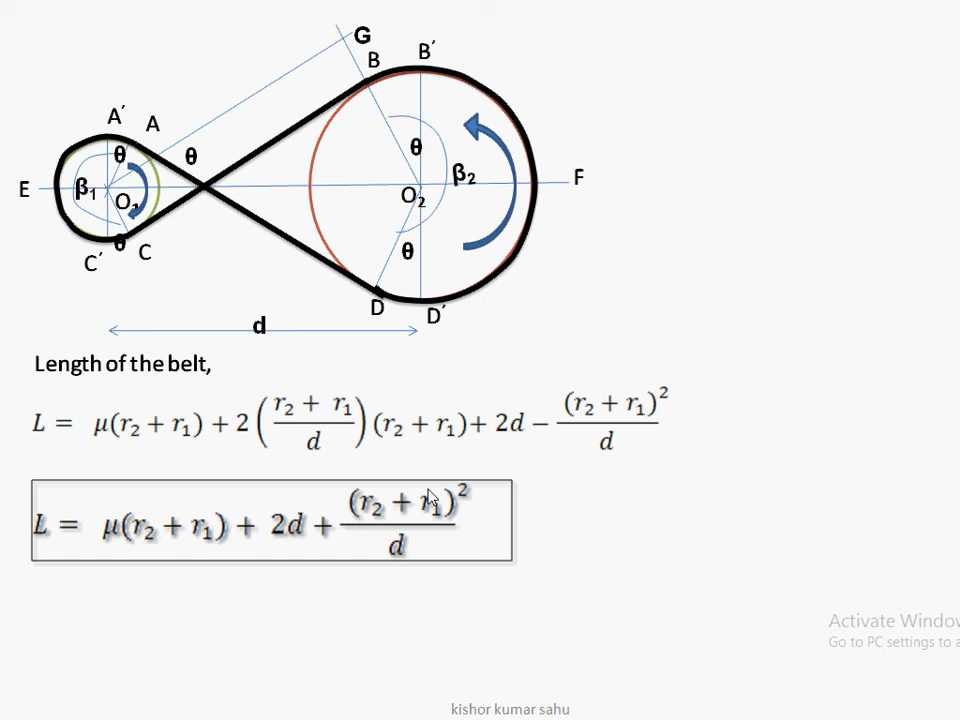 G
B B′
A′ A
θ θ θ
E β₁ O₁ O₂ β₂ F
θ C θ
C′
D D′
d
Length of the belt,
L = μ(r₂ + r₁) + 2((r₂ + r₁)/d)(r₂ + r₁) + 2d − (r₂ + r₁)²/d
L = μ(r₂ + r₁) + 2d + (r₂ + r₁)²/d
Activate Window
Go to PC settings to a
kishor kumar sahu